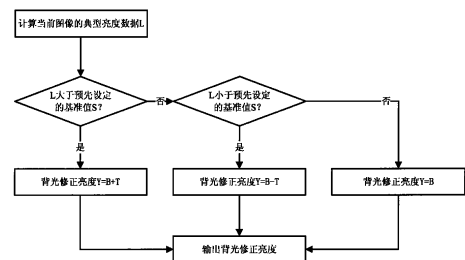 计算当前图像的典型亮度数据L
L大于预先设定
的基准值S?
否
L小于预先设定
的基准值S?
否
是
是
背光修正亮度Y=B+T
背光修正亮度Y=B-T
背光修正亮度Y=B
输出背光修正亮度